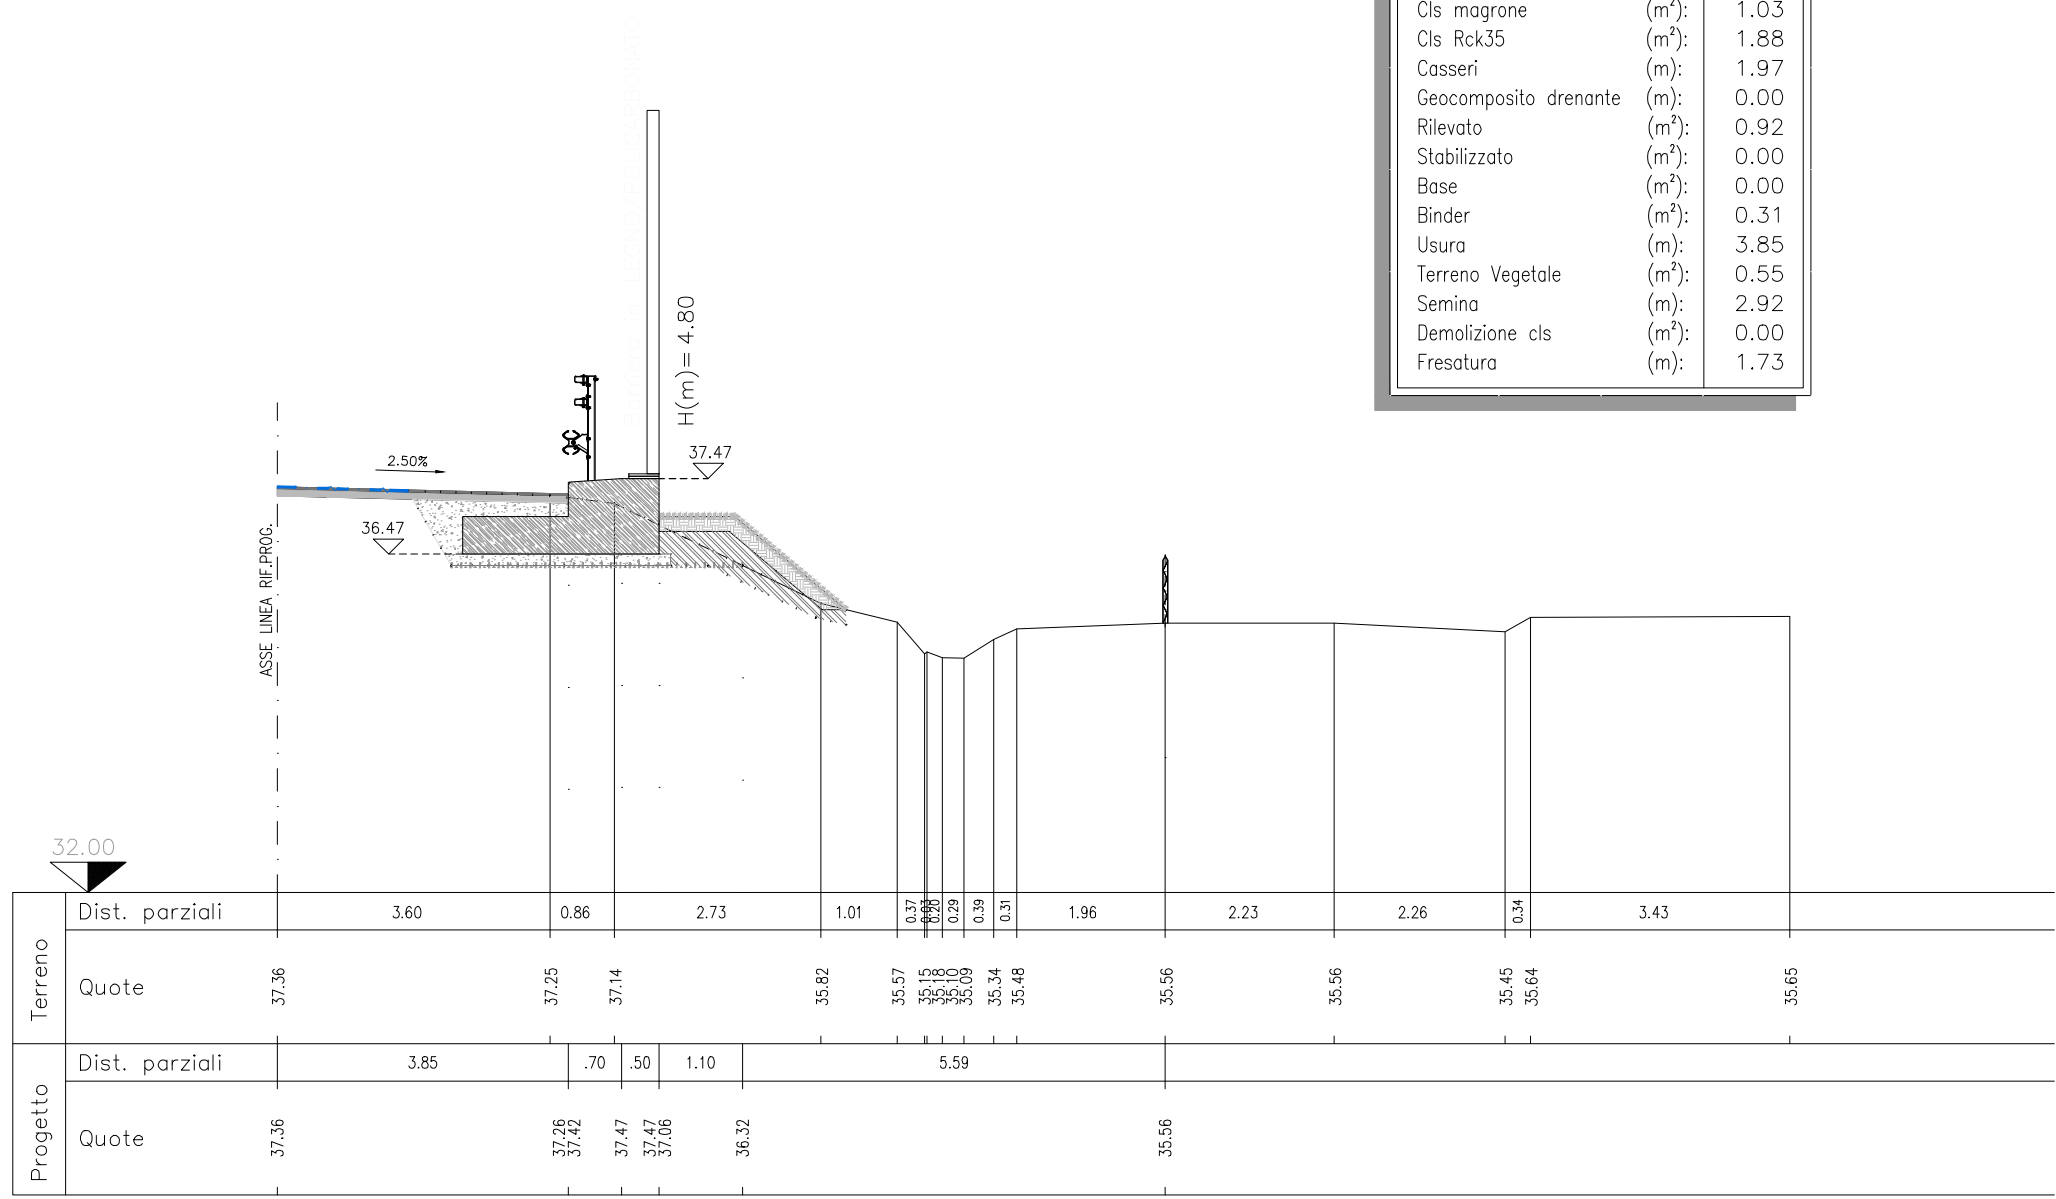 Cls magrone (m²): 1.03
Cls Rck35 (m²): 1.88
Casseri (m): 1.97
Geocomposito drenante (m): 0.00
Rilevato (m²): 0.92
Stabilizzato (m²): 0.00
Base (m²): 0.00
Binder (m²): 0.31
Usura (m): 3.85
Terreno Vegetale (m²): 0.55
Semina (m): 2.92
Demolizione cls (m²): 0.00
Fresatura (m): 1.73
Barriera in LEGNO/POLICARBONATO
H(m)= 4.80
37.47
2.50%
36.47
ASSE LINEA RIF.PROG.
32.00
Terreno
Dist. parziali 3.60 0.86 2.73 1.01 0.37 0.03 0.20 0.29 0.39 0.31 1.96 2.23 2.26 0.34 3.43
Quote 37.36 37.25 37.14 35.82 35.57 35.15 35.18 35.10 35.09 35.34 35.48 35.56 35.56 35.45 35.64 35.65
Progetto
Dist. parziali 3.85 .70 .50 1.10 5.59
Quote 37.36 37.26 37.42 37.47 37.47 37.06 36.32 35.56